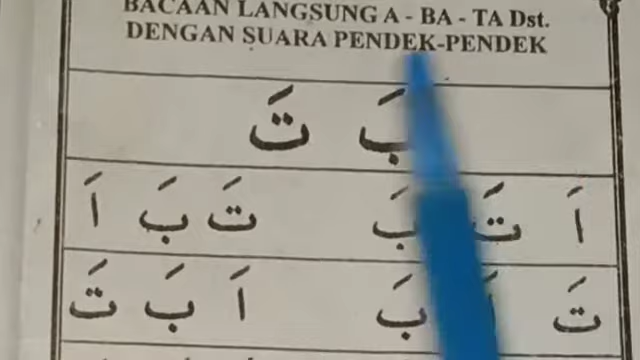 BACAAN LANGSUNG A - BA - TA Dst.
DENGAN SUARA PENDEK-PENDEK
بَ تَ
اَ تَ بَ تَ بَ اَ
تَ اَ بَ اَ بَ تَ